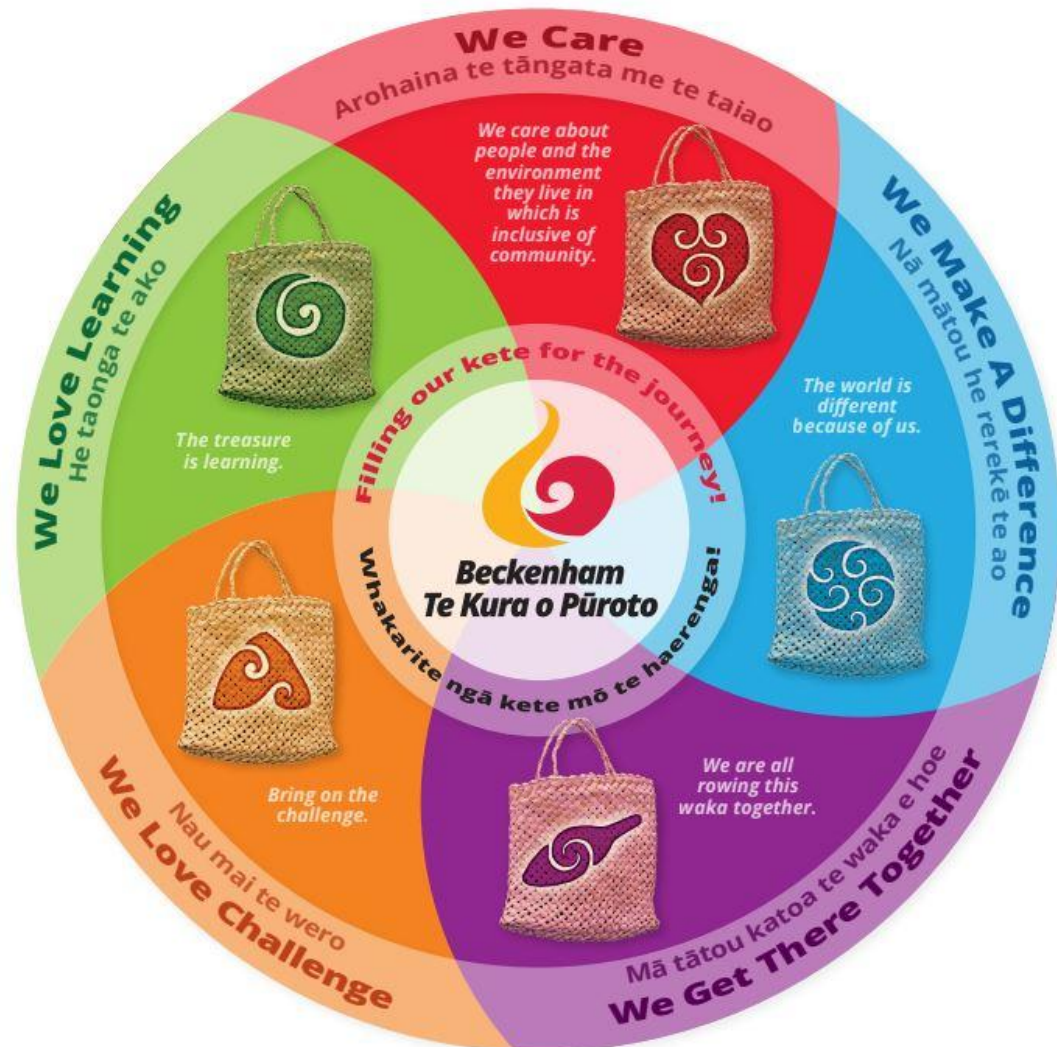 We Care
Arohaina te tāngata me te taiao
We care about
people and the
environment
they live in
which is
inclusive of
community.
We Make A Difference
Nā mātou he rerekē te ao
The world is
different
because of us.
We Get There Together
Mā tātou katoa te waka e hoe
We are all
rowing this
waka together.
We Love Challenge
Nau mai te wero
Bring on the
challenge.
We Love Learning
He taonga te ako
The treasure
is learning.
Filling our kete for the journey!
Beckenham
Te Kura o Pūroto
Whakarite ngā kete mō te haerenga!